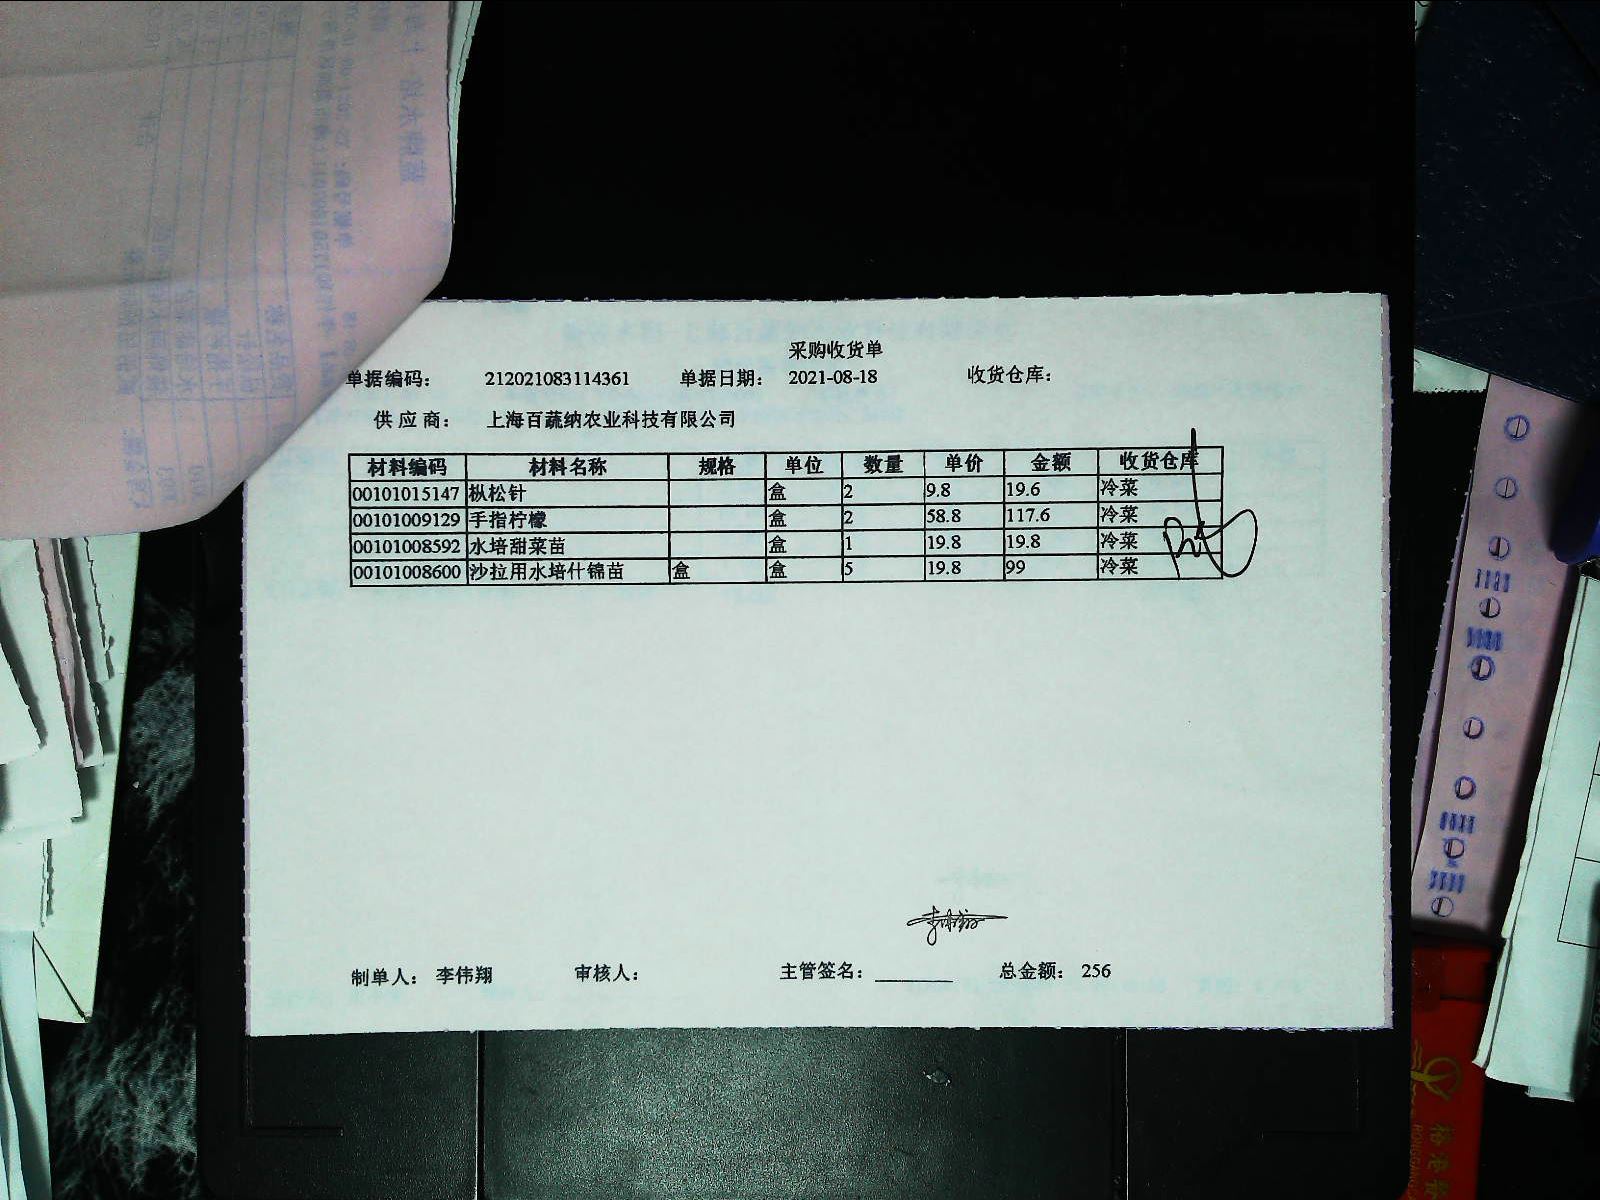 采购收货单
单据编码： 212021083114361 单据日期： 2021-08-18 收货仓库：
供应商： 上海百蔬纳农业科技有限公司
材料编码 材料名称 规格 单位 数量 单价 金额 收货仓库
00101015147 枞松针 盒 2 9.8 19.6 冷菜
00101009129 手指柠檬 盒 2 58.8 117.6 冷菜
00101008592 水培甜菜苗 盒 1 19.8 19.8 冷菜
00101008600 沙拉用水培什锦苗 盒 盒 5 19.8 99 冷菜
制单人： 李伟翔 审核人： 主管签名： 总金额： 256